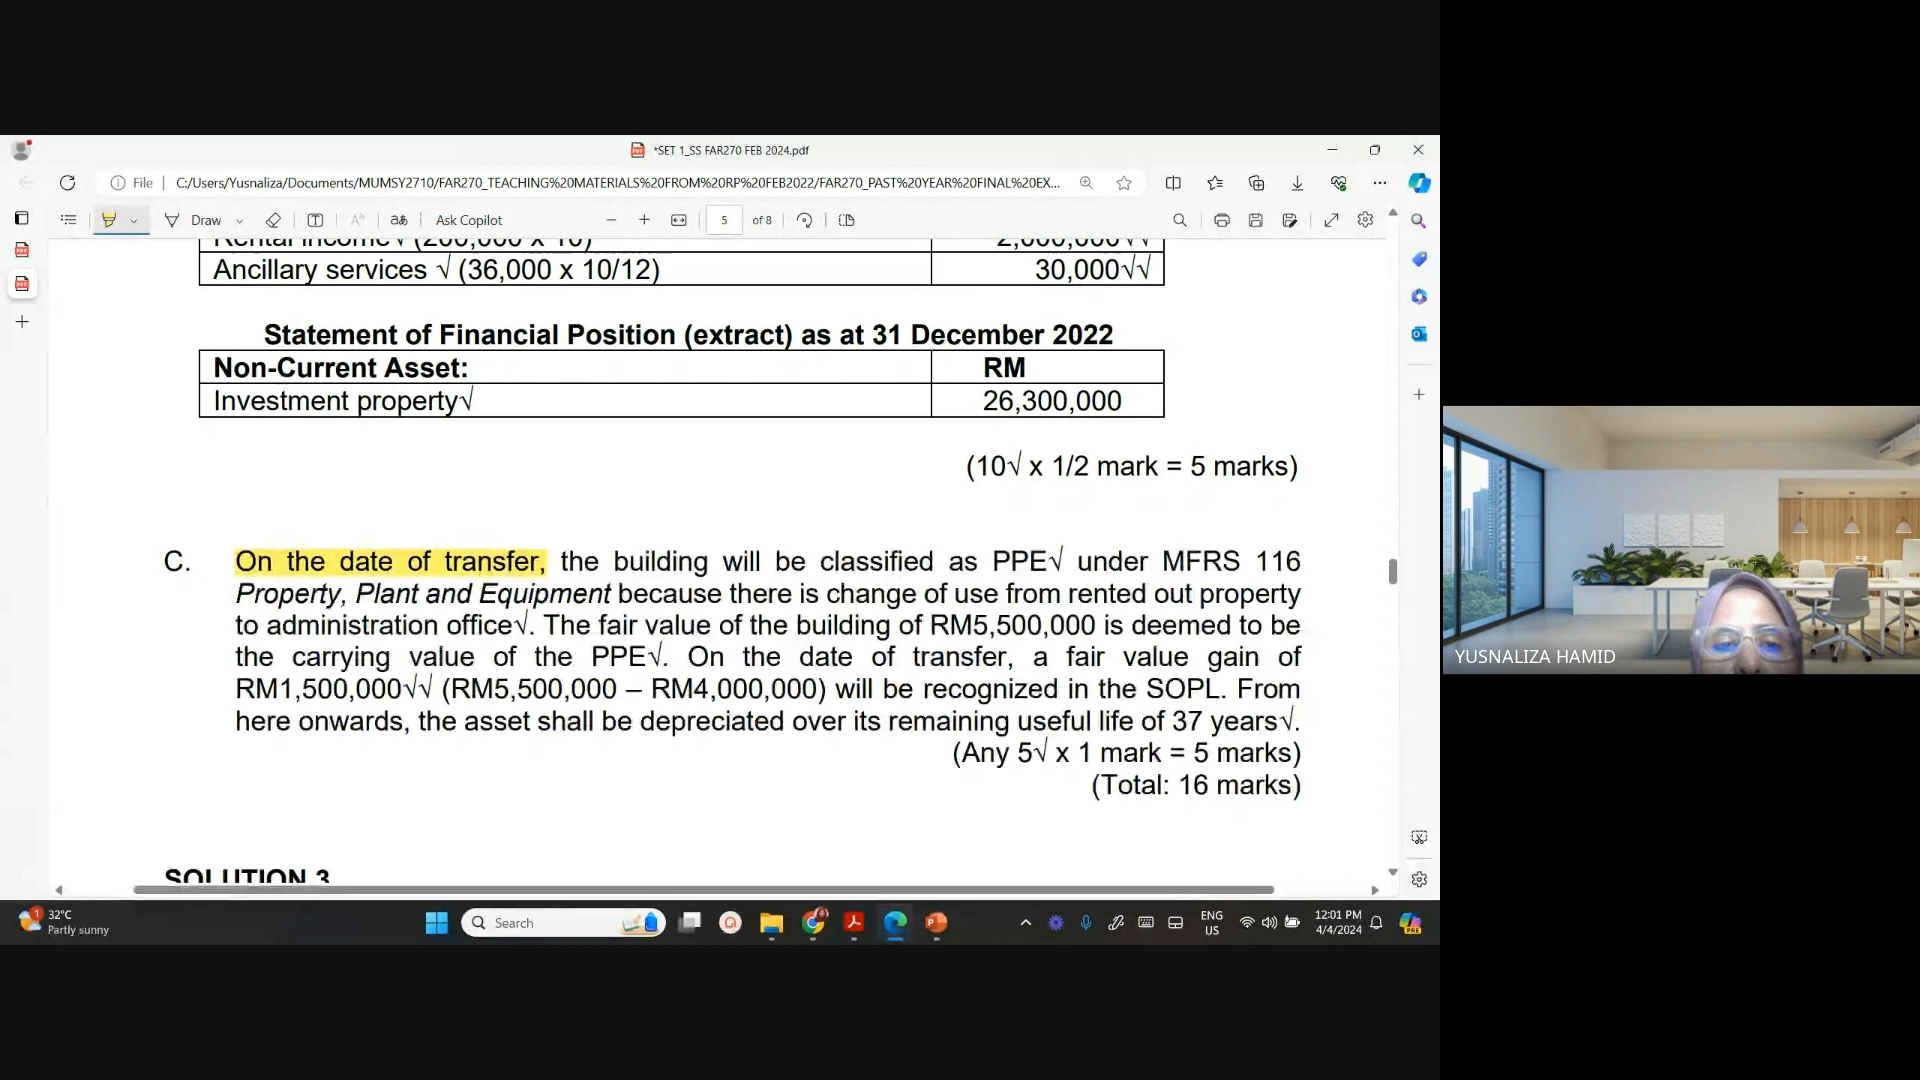 *SET 1_SS FAR270 FEB 2024.pdf
File C:/Users/Yusnaliza/Documents/MUMSY2710/FAR270_TEACHING%20MATERIALS%20FROM%20RP%20FEB2022/FAR270_PAST%20YEAR%20FINAL%20EX...
Draw Ask Copilot 5 of 8
Rental income√ (200,000 x 10) 2,000,000√√
Ancillary services √ (36,000 x 10/12) 30,000√√
Statement of Financial Position (extract) as at 31 December 2022
Non-Current Asset: RM
Investment property√ 26,300,000
(10√ x 1/2 mark = 5 marks)
C. On the date of transfer, the building will be classified as PPE√ under MFRS 116
Property, Plant and Equipment because there is change of use from rented out property
to administration office√. The fair value of the building of RM5,500,000 is deemed to be
the carrying value of the PPE√. On the date of transfer, a fair value gain of
RM1,500,000√√ (RM5,500,000 – RM4,000,000) will be recognized in the SOPL. From
here onwards, the asset shall be depreciated over its remaining useful life of 37 years√.
(Any 5√ x 1 mark = 5 marks)
(Total: 16 marks)
SOLUTION 3
YUSNALIZA HAMID
1 32°C
Partly sunny
Search
ENG
US
12:01 PM
4/4/2024